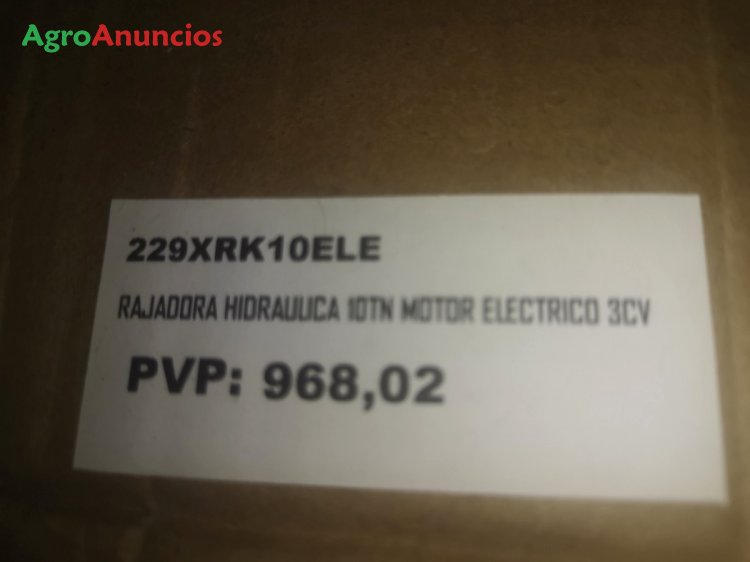 AgroAnuncios
229XRK10ELE
RAJADORA HIDRAULICA 10TN MOTOR ELECTRICO 3CV
PVP: 968,02